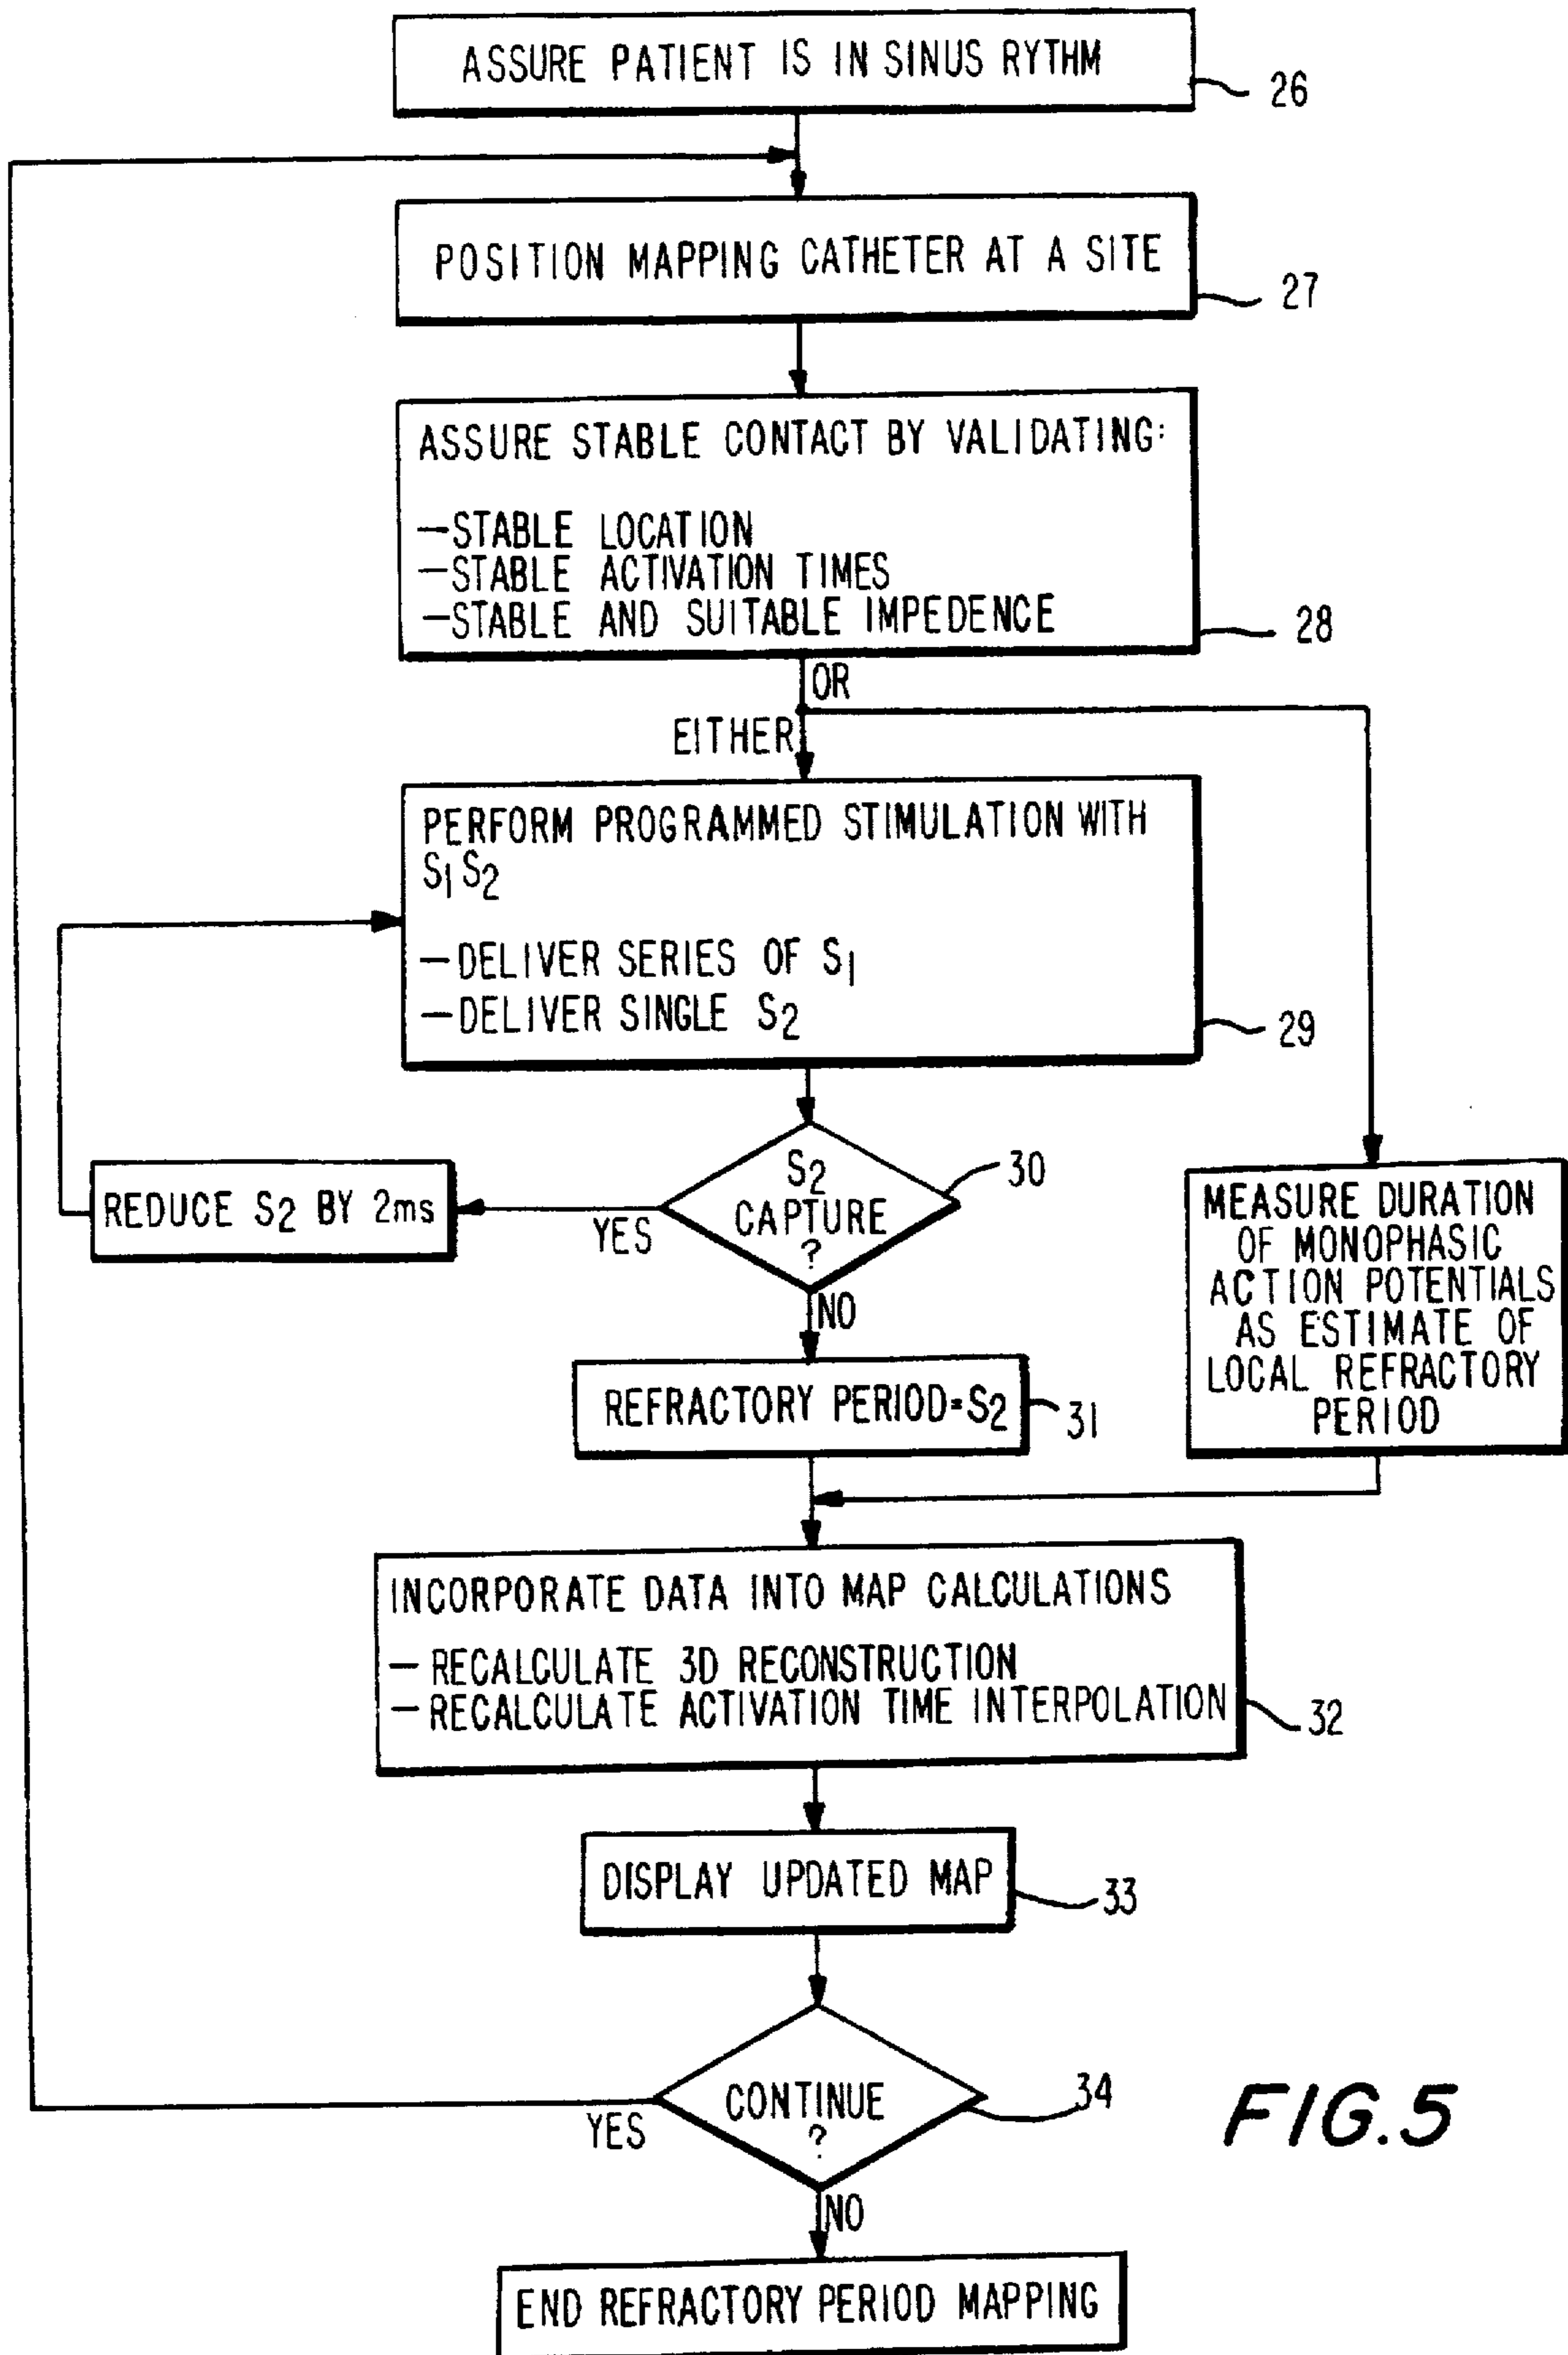 ASSURE PATIENT IS IN SINUS RYTHM
26
POSITION MAPPING CATHETER AT A SITE
27
ASSURE STABLE CONTACT BY VALIDATING:
—STABLE LOCATION
—STABLE ACTIVATION TIMES
—STABLE AND SUITABLE IMPEDENCE
28
OR
EITHER
PERFORM PROGRAMMED STIMULATION WITH
S1 S2
—DELIVER SERIES OF S1
—DELIVER SINGLE S2
29
S2
CAPTURE
?
30
YES
REDUCE S2 BY 2ms
NO
MEASURE DURATION
OF MONOPHASIC
ACTION POTENTIALS
AS ESTIMATE OF
LOCAL REFRACTORY
PERIOD
REFRACTORY PERIOD=S2
31
INCORPORATE DATA INTO MAP CALCULATIONS
— RECALCULATE 3D RECONSTRUCTION
— RECALCULATE ACTIVATION TIME INTERPOLATION
32
DISPLAY UPDATED MAP
33
CONTINUE
?
34
YES
NO
END REFRACTORY PERIOD MAPPING
FIG.5